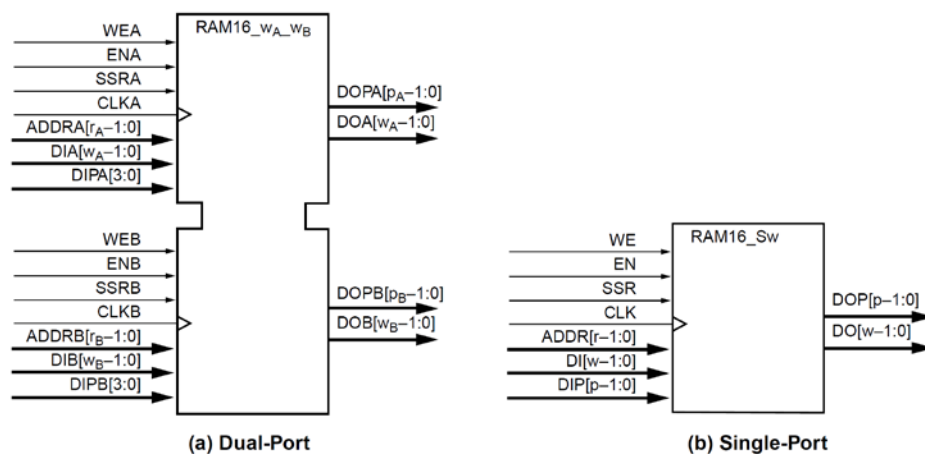 WEA
ENA
SSRA
CLKA
ADDRA[rA–1:0]
DIA[wA–1:0]
DIPA[3:0]
RAM16_wA_wB
DOPA[pA–1:0]
DOA[wA–1:0]
WEB
ENB
SSRB
CLKB
ADDRB[rB–1:0]
DIB[wB–1:0]
DIPB[3:0]
DOPB[pB–1:0]
DOB[wB–1:0]
(a) Dual-Port
WE
EN
SSR
CLK
ADDR[r–1:0]
DI[w–1:0]
DIP[p–1:0]
RAM16_Sw
DOP[p–1:0]
DO[w–1:0]
(b) Single-Port